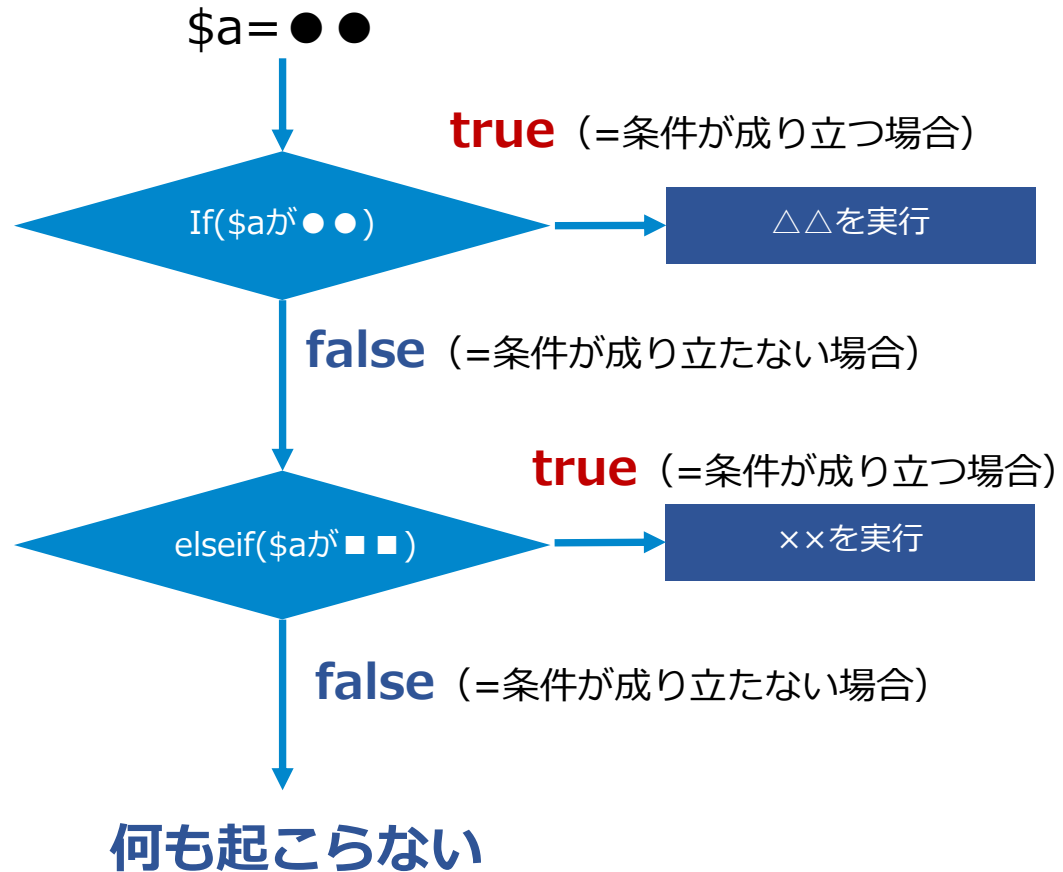 $a=●●
true（=条件が成り立つ場合）
If($aが●●)
△△を実行
false（=条件が成り立たない場合）
true（=条件が成り立つ場合）
elseif($aが■■)
××を実行
false（=条件が成り立たない場合）
何も起こらない